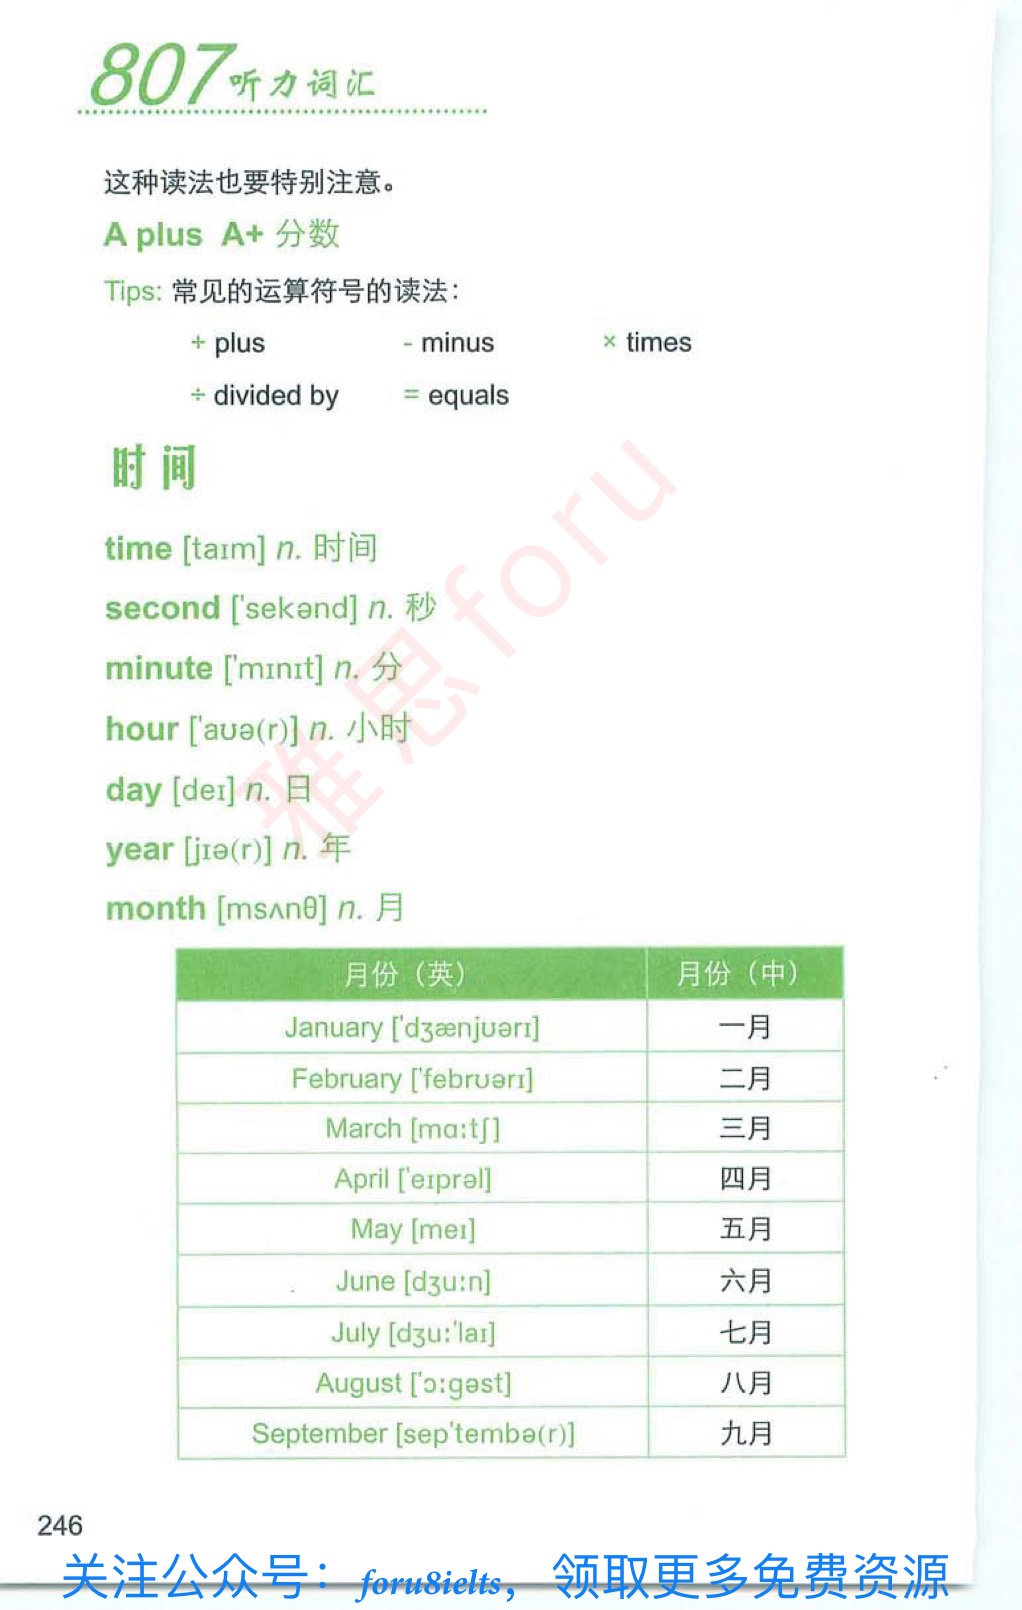 807听力词汇
这种读法也要特别注意。
A plus A+ 分数
Tips: 常见的运算符号的读法：
+ plus - minus × times
÷ divided by = equals
时间
time [taɪm] n. 时间
second ['sekənd] n. 秒
minute ['mɪnɪt] n. 分
hour ['aʊə(r)] n. 小时
day [deɪ] n. 日
year [jɪə(r)] n. 年
month [msʌnθ] n. 月
月份（英） 月份（中）
January ['dʒænjʊərɪ] 一月
February ['febrʊərɪ] 二月
March [mɑːtʃ] 三月
April ['eɪprəl] 四月
May [meɪ] 五月
June [dʒuːn] 六月
July [dʒuː'laɪ] 七月
August ['ɔːgəst] 八月
September [sep'tembə(r)] 九月
246
关注公众号： foru8ielts，领取更多免费资源
雅思foru